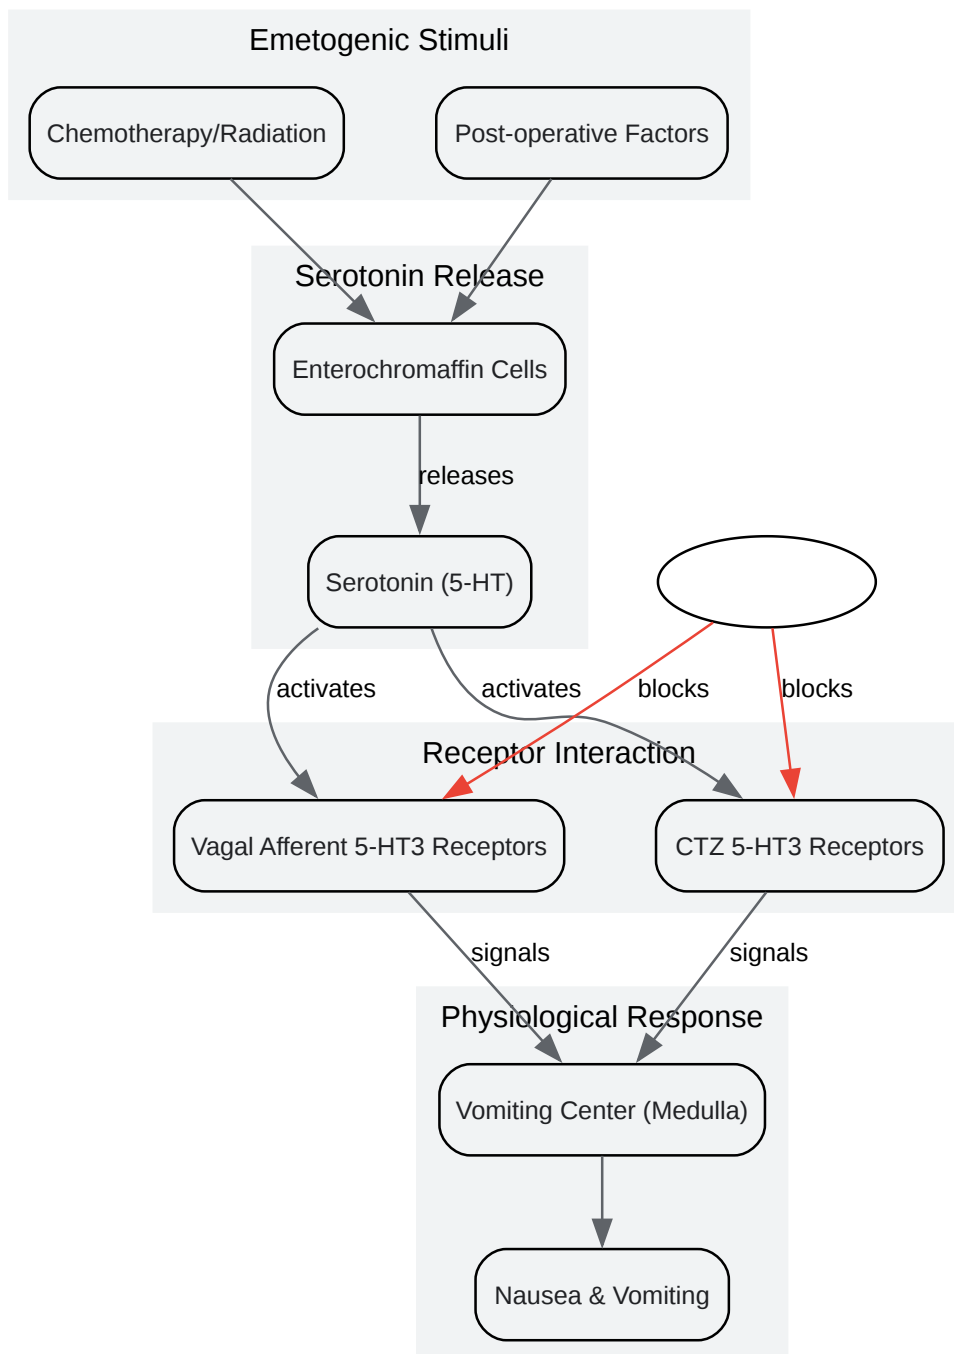 Emetogenic Stimuli
Chemotherapy/Radiation
Post-operative Factors
Serotonin Release
Enterochromaffin Cells
releases
Serotonin (5-HT)
activates
activates
blocks
blocks
Receptor Interaction
Vagal Afferent 5-HT3 Receptors
CTZ 5-HT3 Receptors
signals
signals
Physiological Response
Vomiting Center (Medulla)
Nausea & Vomiting